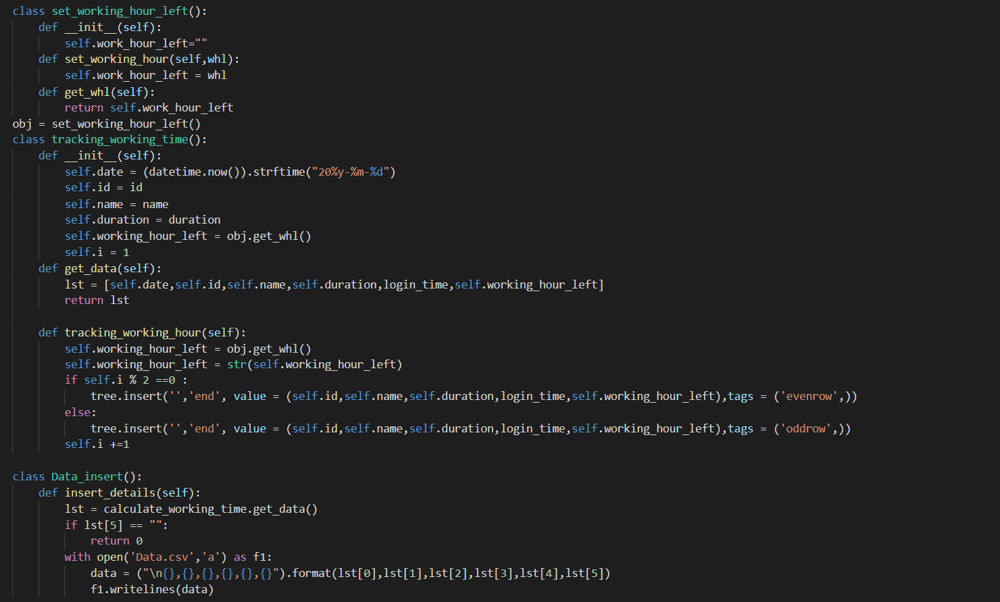 class set_working_hour_left():
    def __init__(self):
        self.work_hour_left=""
    def set_working_hour(self,whl):
        self.work_hour_left = whl
    def get_whl(self):
        return self.work_hour_left
obj = set_working_hour_left()
class tracking_working_time():
    def __init__(self):
        self.date = (datetime.now()).strftime("20%y-%m-%d")
        self.id = id
        self.name = name
        self.duration = duration
        self.working_hour_left = obj.get_whl()
        self.i = 1
    def get_data(self):
        lst = [self.date,self.id,self.name,self.duration,login_time,self.working_hour_left]
        return lst

    def tracking_working_hour(self):
        self.working_hour_left = obj.get_whl()
        self.working_hour_left = str(self.working_hour_left)
        if self.i % 2 ==0 :
            tree.insert('','end', value = (self.id,self.name,self.duration,login_time,self.working_hour_left),tags = ('evenrow',))
        else:
            tree.insert('','end', value = (self.id,self.name,self.duration,login_time,self.working_hour_left),tags = ('oddrow',))
        self.i +=1

class Data_insert():
    def insert_details(self):
        lst = calculate_working_time.get_data()
        if lst[5] == "":
            return 0
        with open('Data.csv','a') as f1:
            data = ("\n{},{},{},{},{},{}").format(lst[0],lst[1],lst[2],lst[3],lst[4],lst[5])
            f1.writelines(data)